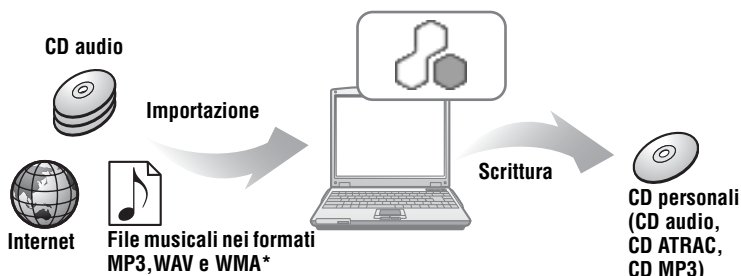 CD audio
Importazione
Scrittura
Internet
File musicali nei formati
MP3,WAV e WMA*
CD personali
(CD audio,
CD ATRAC,
CD MP3)